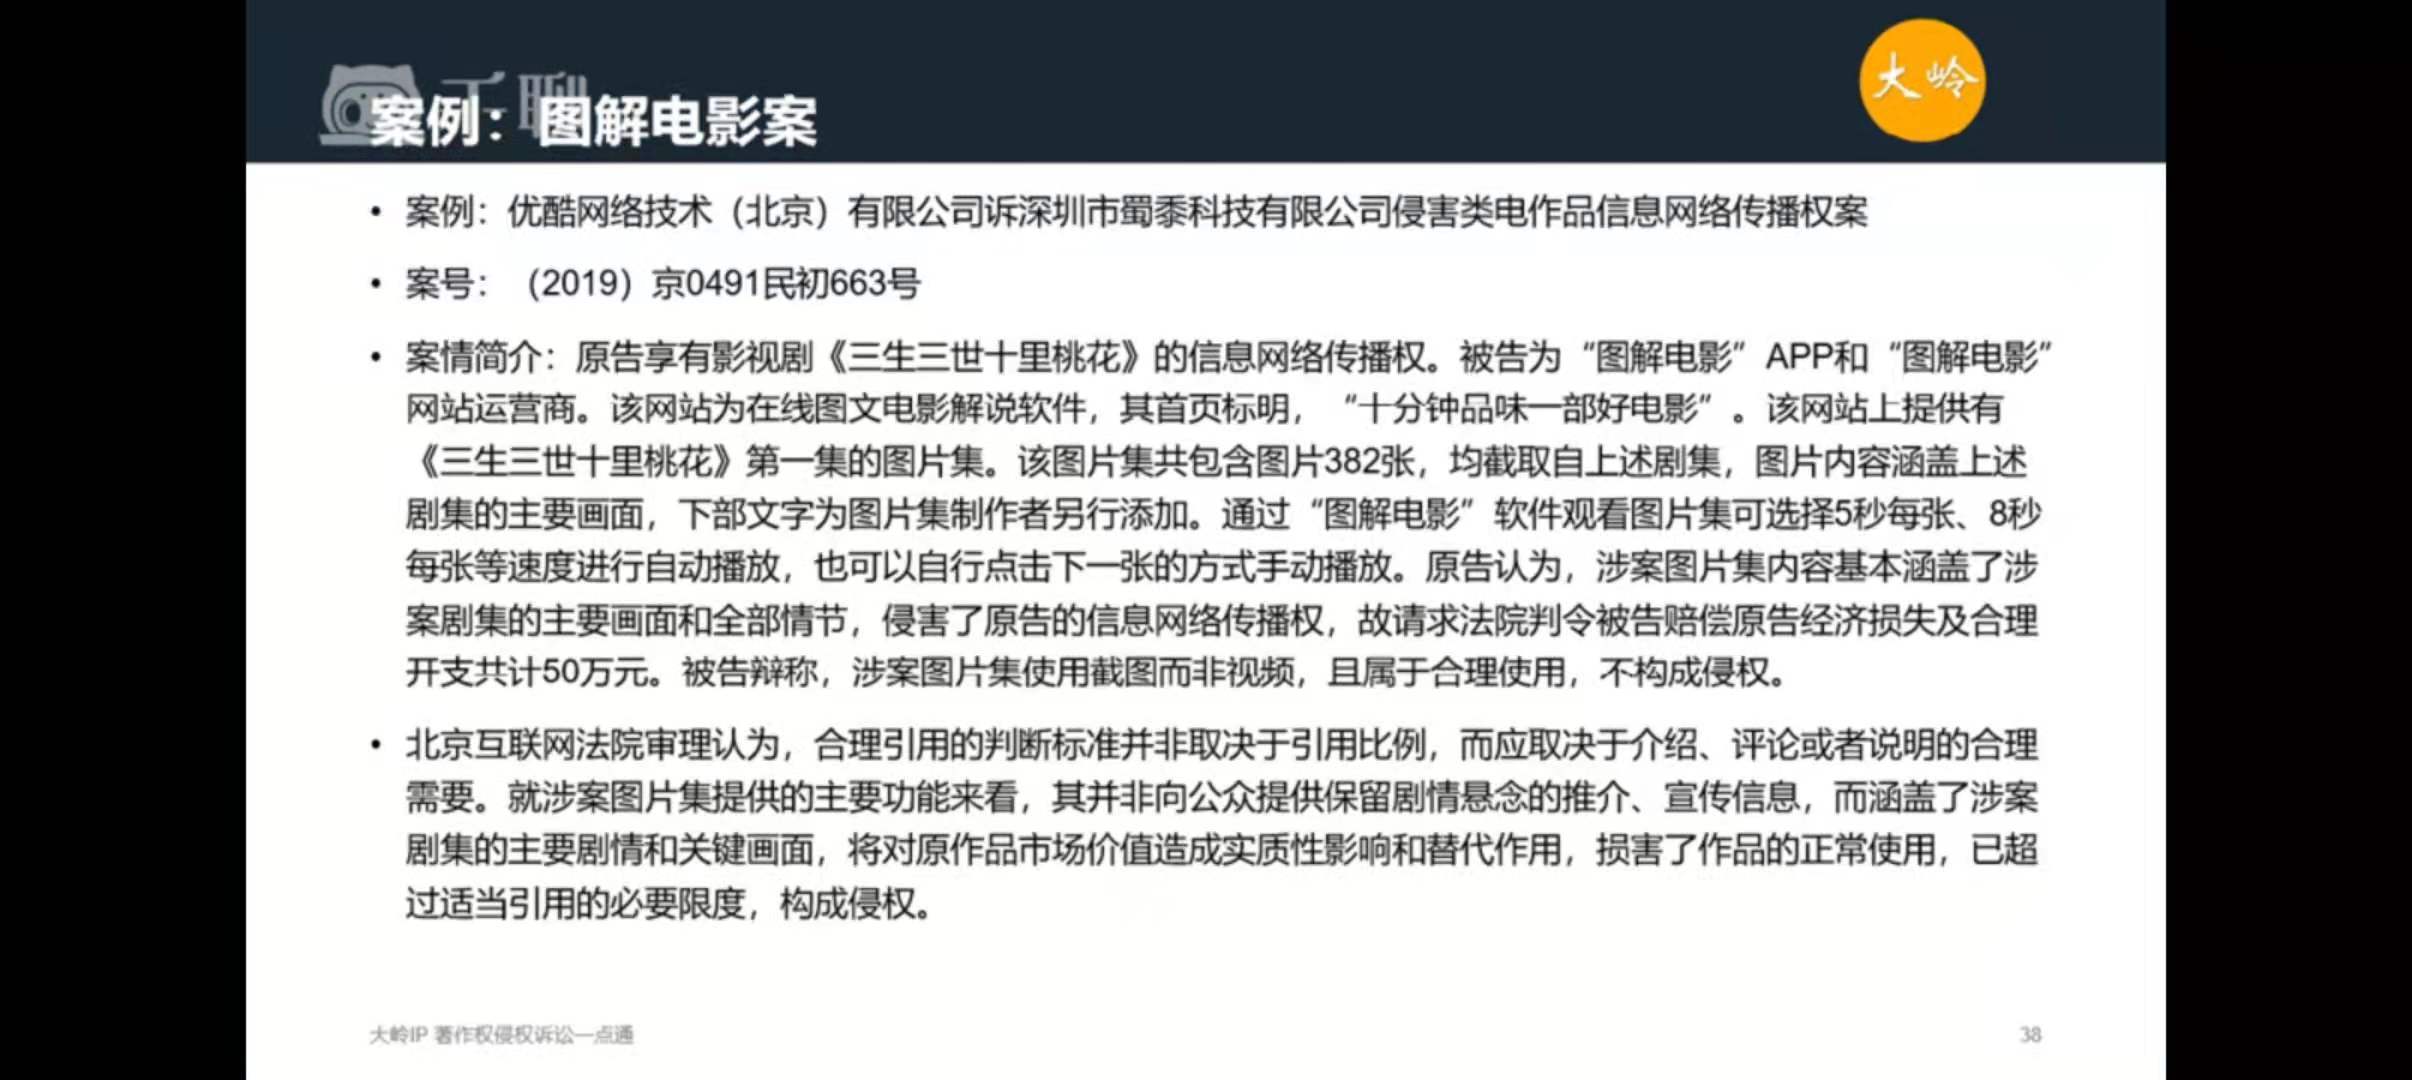 千聊
大岭
案例：图解电影案
• 案例：优酷网络技术（北京）有限公司诉深圳市蜀黍科技有限公司侵害类电作品信息网络传播权案
• 案号：（2019）京0491民初663号
• 案情简介：原告享有影视剧《三生三世十里桃花》的信息网络传播权。被告为“图解电影”APP和“图解电影”
网站运营商。该网站为在线图文电影解说软件，其首页标明，“十分钟品味一部好电影”。该网站上提供有
《三生三世十里桃花》第一集的图片集。该图片集共包含图片382张，均截取自上述剧集，图片内容涵盖上述
剧集的主要画面，下部文字为图片集制作者另行添加。通过“图解电影”软件观看图片集可选择5秒每张、8秒
每张等速度进行自动播放，也可以自行点击下一张的方式手动播放。原告认为，涉案图片集内容基本涵盖了涉
案剧集的主要画面和全部情节，侵害了原告的信息网络传播权，故请求法院判令被告赔偿原告经济损失及合理
开支共计50万元。被告辩称，涉案图片集使用截图而非视频，且属于合理使用，不构成侵权。
• 北京互联网法院审理认为，合理引用的判断标准并非取决于引用比例，而应取决于介绍、评论或者说明的合理
需要。就涉案图片集提供的主要功能来看，其并非向公众提供保留剧情悬念的推介、宣传信息，而涵盖了涉案
剧集的主要剧情和关键画面，将对原作品市场价值造成实质性影响和替代作用，损害了作品的正常使用，已超
过适当引用的必要限度，构成侵权。
大岭IP 著作权侵权诉讼一点通
38